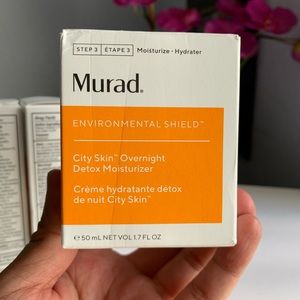 STEP 3 | ÉTAPE 3 Moisturize · Hydrater
Murad.
ENVIRONMENTAL SHIELD™
City Skin™ Overnight
Detox Moisturizer
Crème hydratante détox
de nuit City Skin™
e 50 mL NET VOL 1.7 FL OZ